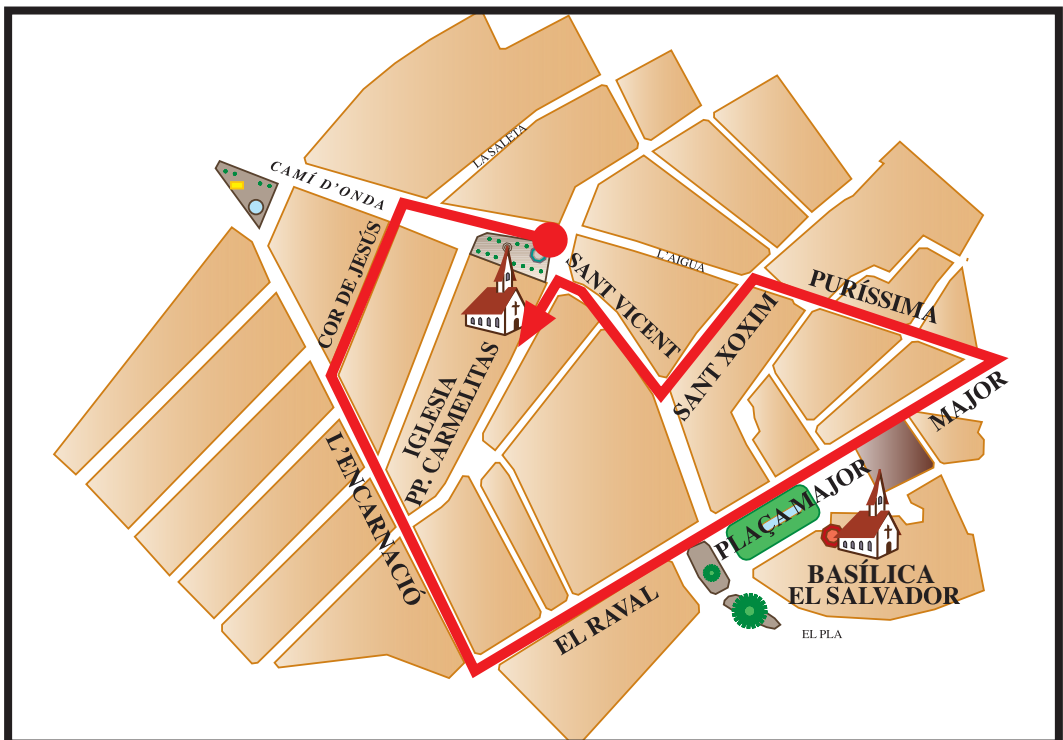 LA SALETA
CAMÍ D'ONDA
COR DE JESÚS
SANT VICENT
L'AIGUA
PURÍSSIMA
SANT XOXIM
IGLESIA
PP. CARMELITAS
MAJOR
L'ENCARNACIÓ
PLAÇA MAJOR
BASÍLICA
EL SALVADOR
EL RAVAL
EL PLA